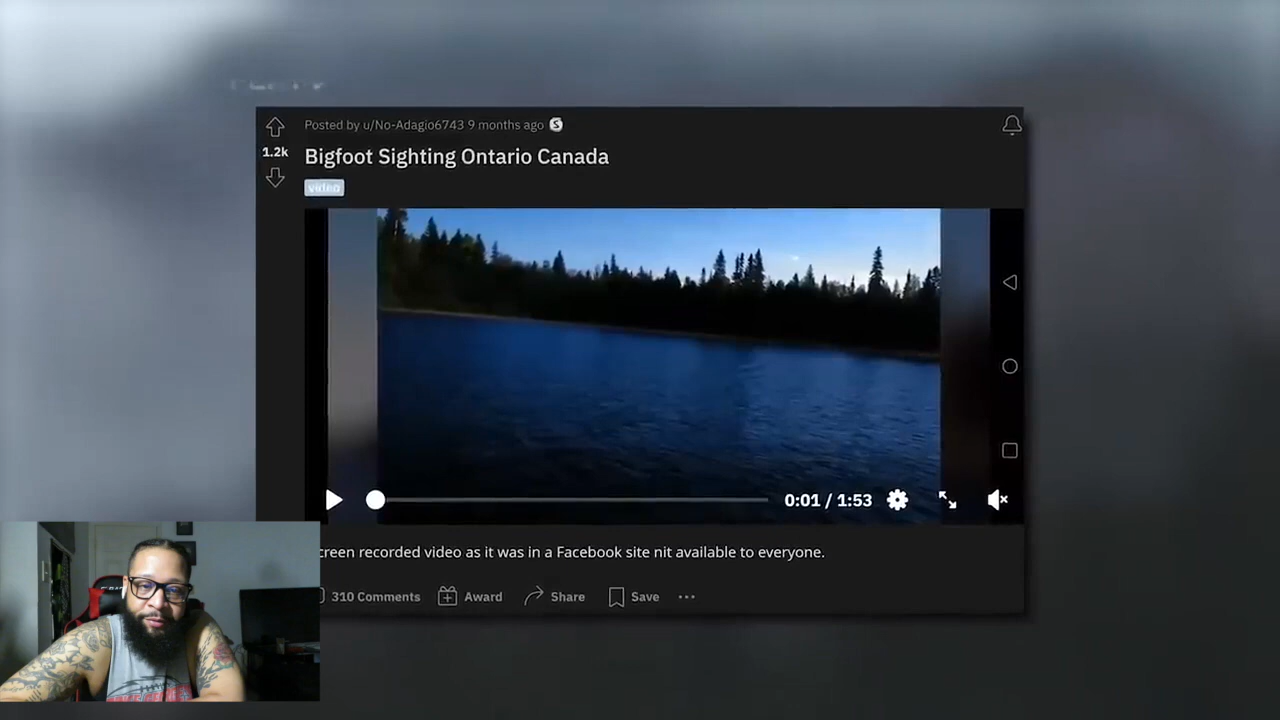 Posted by u/No-Adagio6743 9 months ago
1.2k
Bigfoot Sighting Ontario Canada
video
0:01 / 1:53
creen recorded video as it was in a Facebook site nit available to everyone.
310 Comments Award Share Save